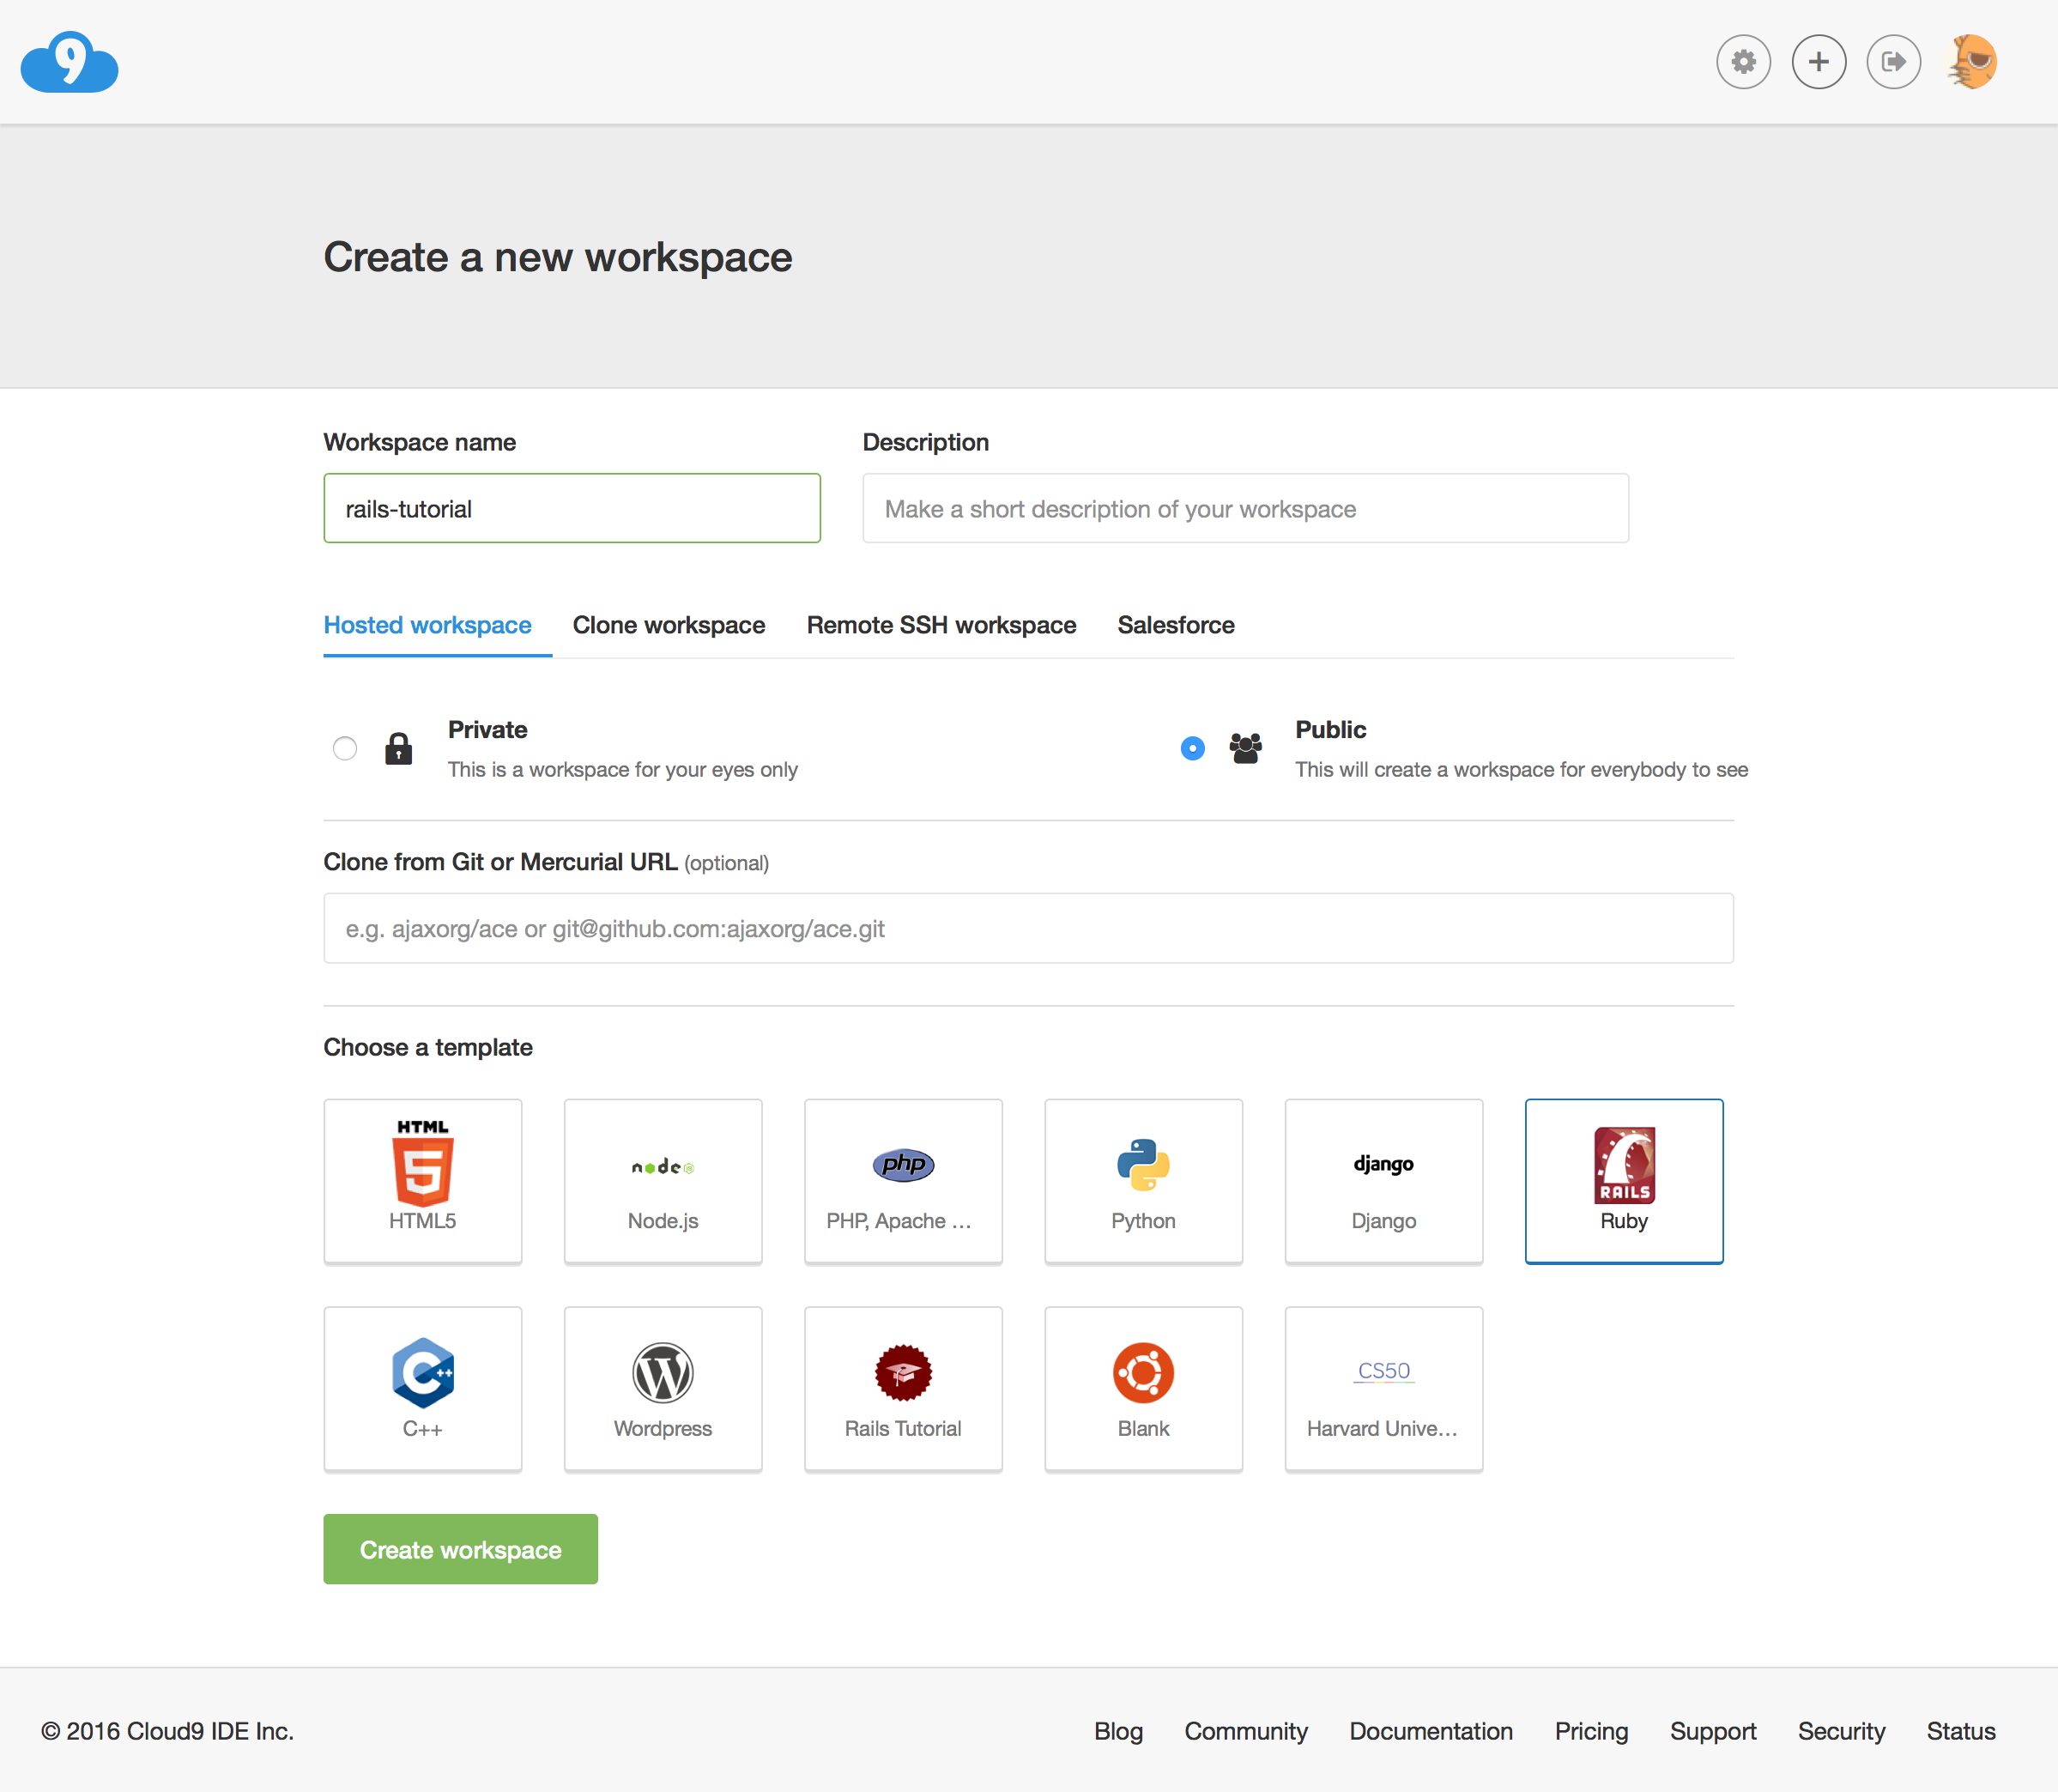 9
Create a new workspace
Workspace name
Description
rails-tutorial
Make a short description of your workspace
Hosted workspace
Clone workspace
Remote SSH workspace
Salesforce
Private
This is a workspace for your eyes only
Public
This will create a workspace for everybody to see
Clone from Git or Mercurial URL (optional)
e.g. ajaxorg/ace or git@github.com:ajaxorg/ace.git
Choose a template
HTML
5
HTML5
node
JS
Node.js
php
PHP, Apache ...
Python
django
Django
RAILS
Ruby
C++
C++
W
Wordpress
Rails Tutorial
Blank
CS50
Harvard Unive...
Create workspace
© 2016 Cloud9 IDE Inc.
Blog
Community
Documentation
Pricing
Support
Security
Status